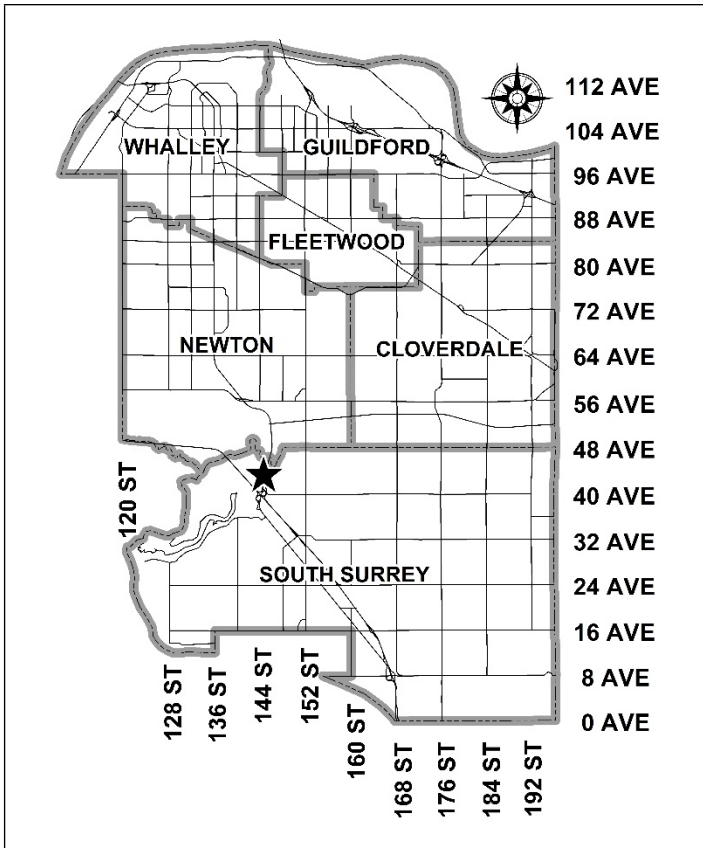 112 AVE
104 AVE
WHALLEY
GUILDFORD
96 AVE
88 AVE
FLEETWOOD
80 AVE
72 AVE
NEWTON
CLOVERDALE
64 AVE
56 AVE
48 AVE
120 ST
40 AVE
32 AVE
SOUTH SURREY
24 AVE
16 AVE
128 ST
136 ST
144 ST
152 ST
160 ST
8 AVE
0 AVE
168 ST
176 ST
184 ST
192 ST